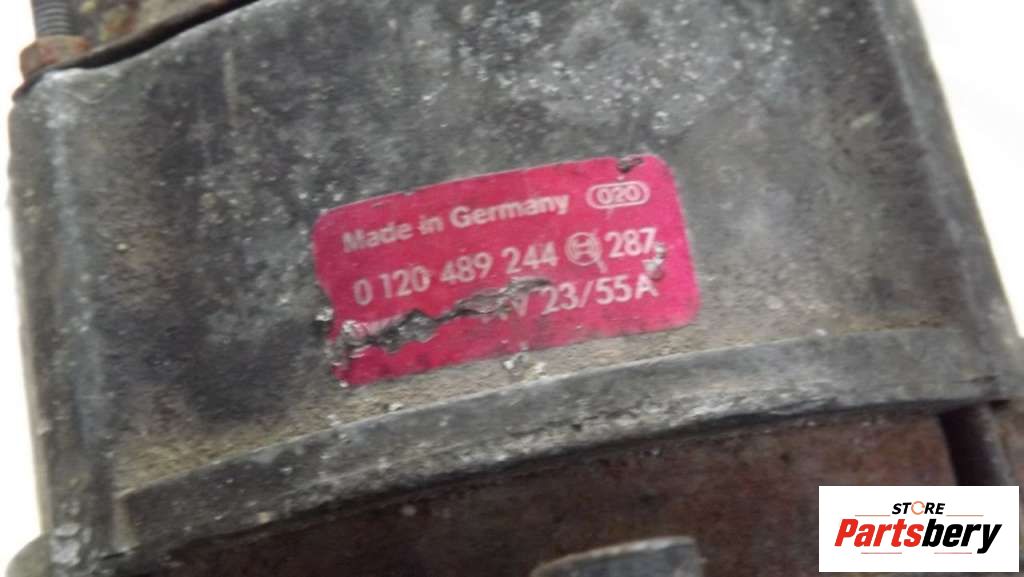 Made in Germany 020
0 120 489 244 287
23/55A
STORE
Partsbery